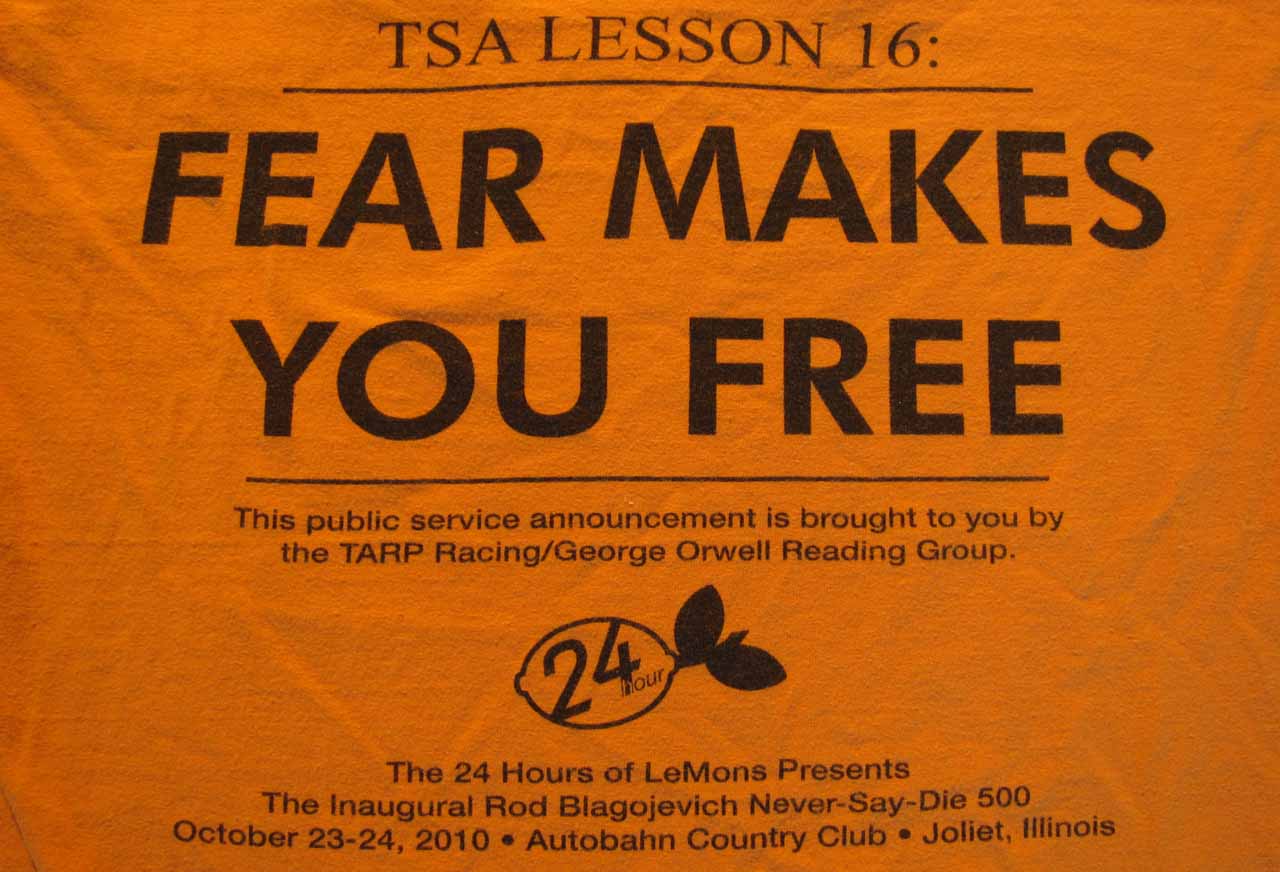 TSA LESSON 16:
FEAR MAKES
YOU FREE
This public service announcement is brought to you by
the TARP Racing/George Orwell Reading Group.
24
hour
The 24 Hours of LeMons Presents
The Inaugural Rod Blagojevich Never-Say-Die 500
October 23-24, 2010 • Autobahn Country Club • Joliet, Illinois